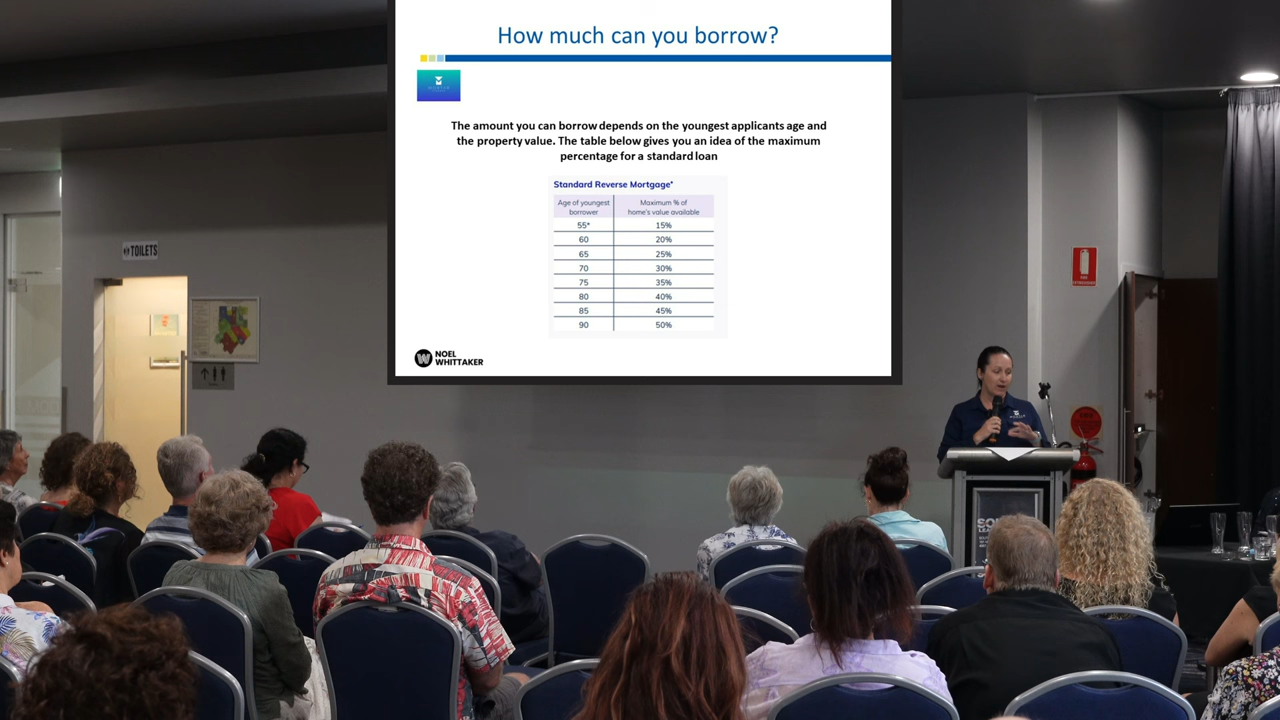 How much can you borrow?
The amount you can borrow depends on the youngest applicants age and
the property value. The table below gives you an idea of the maximum
percentage for a standard loan
Standard Reverse Mortgage*
Age of youngest borrower
Maximum % of home's value available
55* 15%
60 20%
65 25%
70 30%
75 35%
80 40%
85 45%
90 50%
W NOEL
WHITTAKER
TOILETS